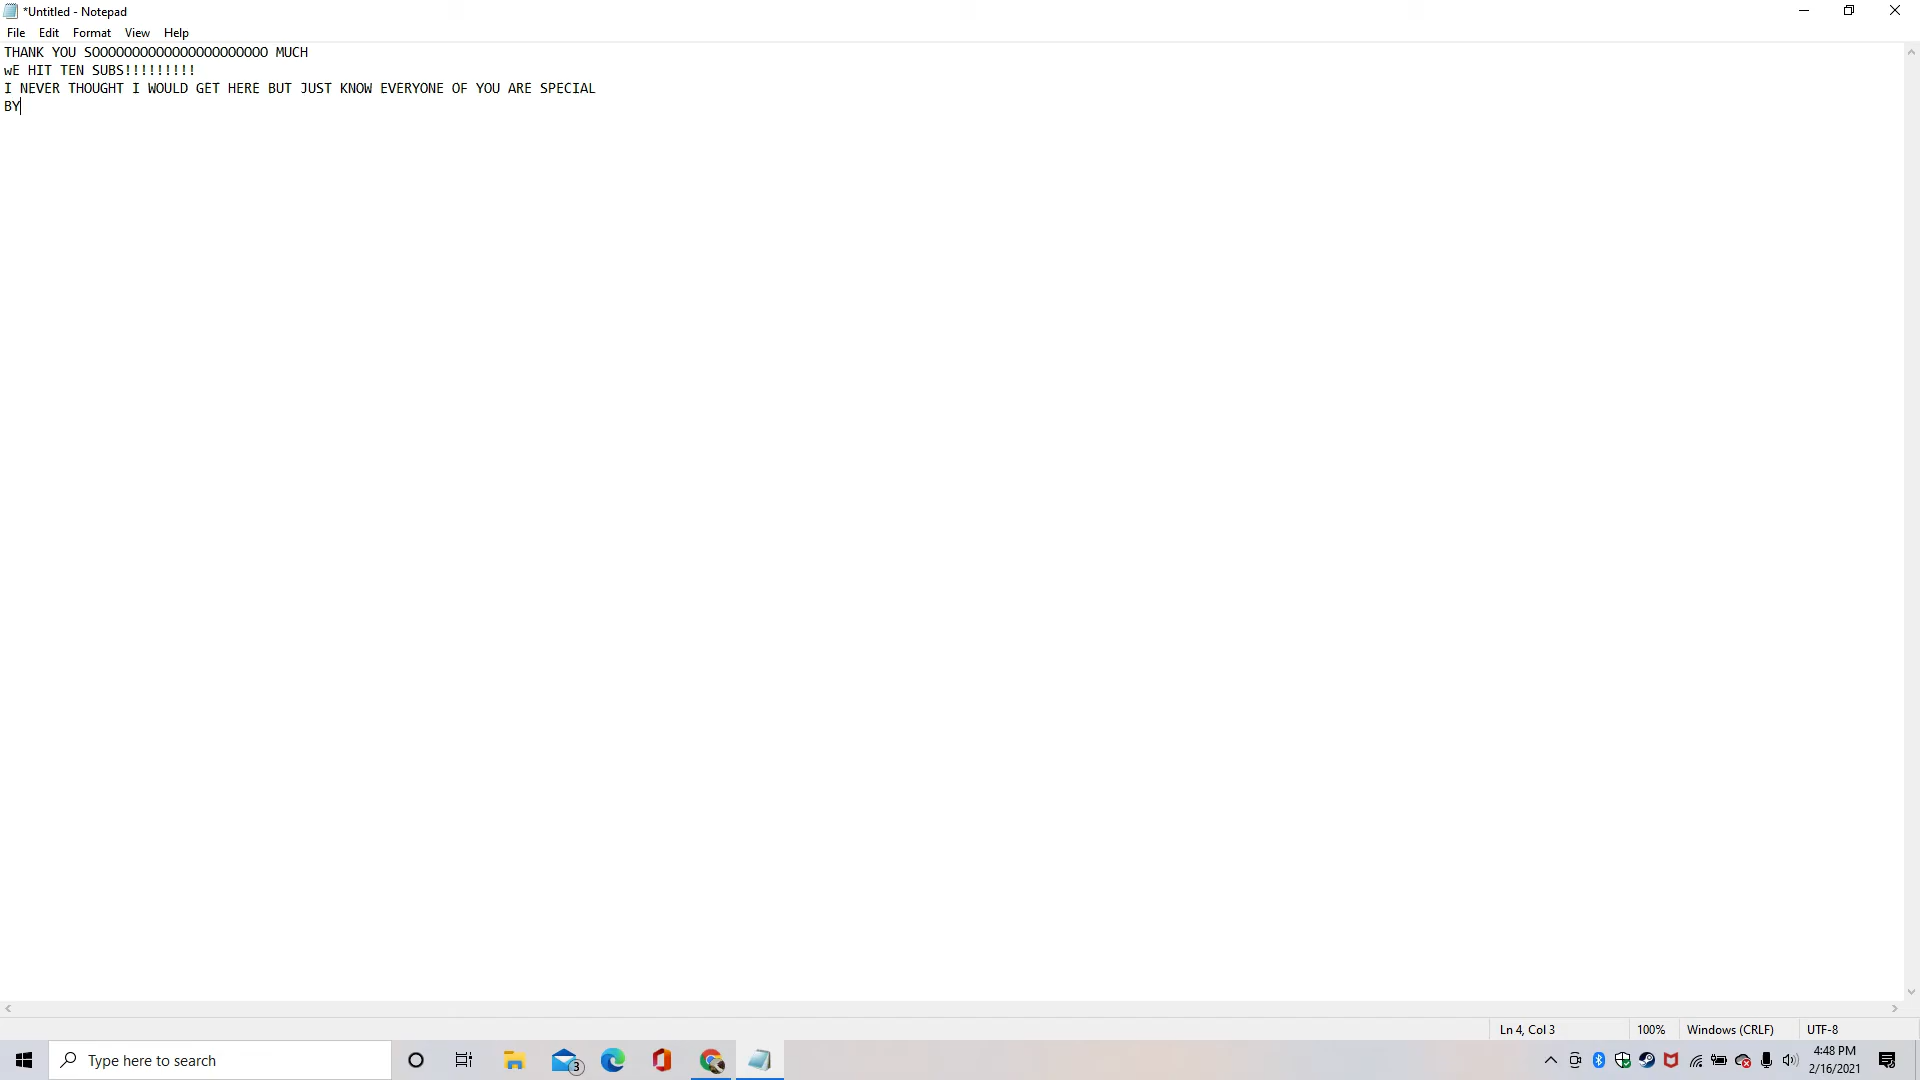 *Untitled - Notepad
File Edit Format View Help
THANK YOU SOOOOOOOOOOOOOOOOOOOOOO MUCH
wE HIT TEN SUBS!!!!!!!!!
I NEVER THOUGHT I WOULD GET HERE BUT JUST KNOW EVERYONE OF YOU ARE SPECIAL
BY
Ln 4, Col 3 100% Windows (CRLF) UTF-8
Type here to search 3 4:48 PM
2/16/2021